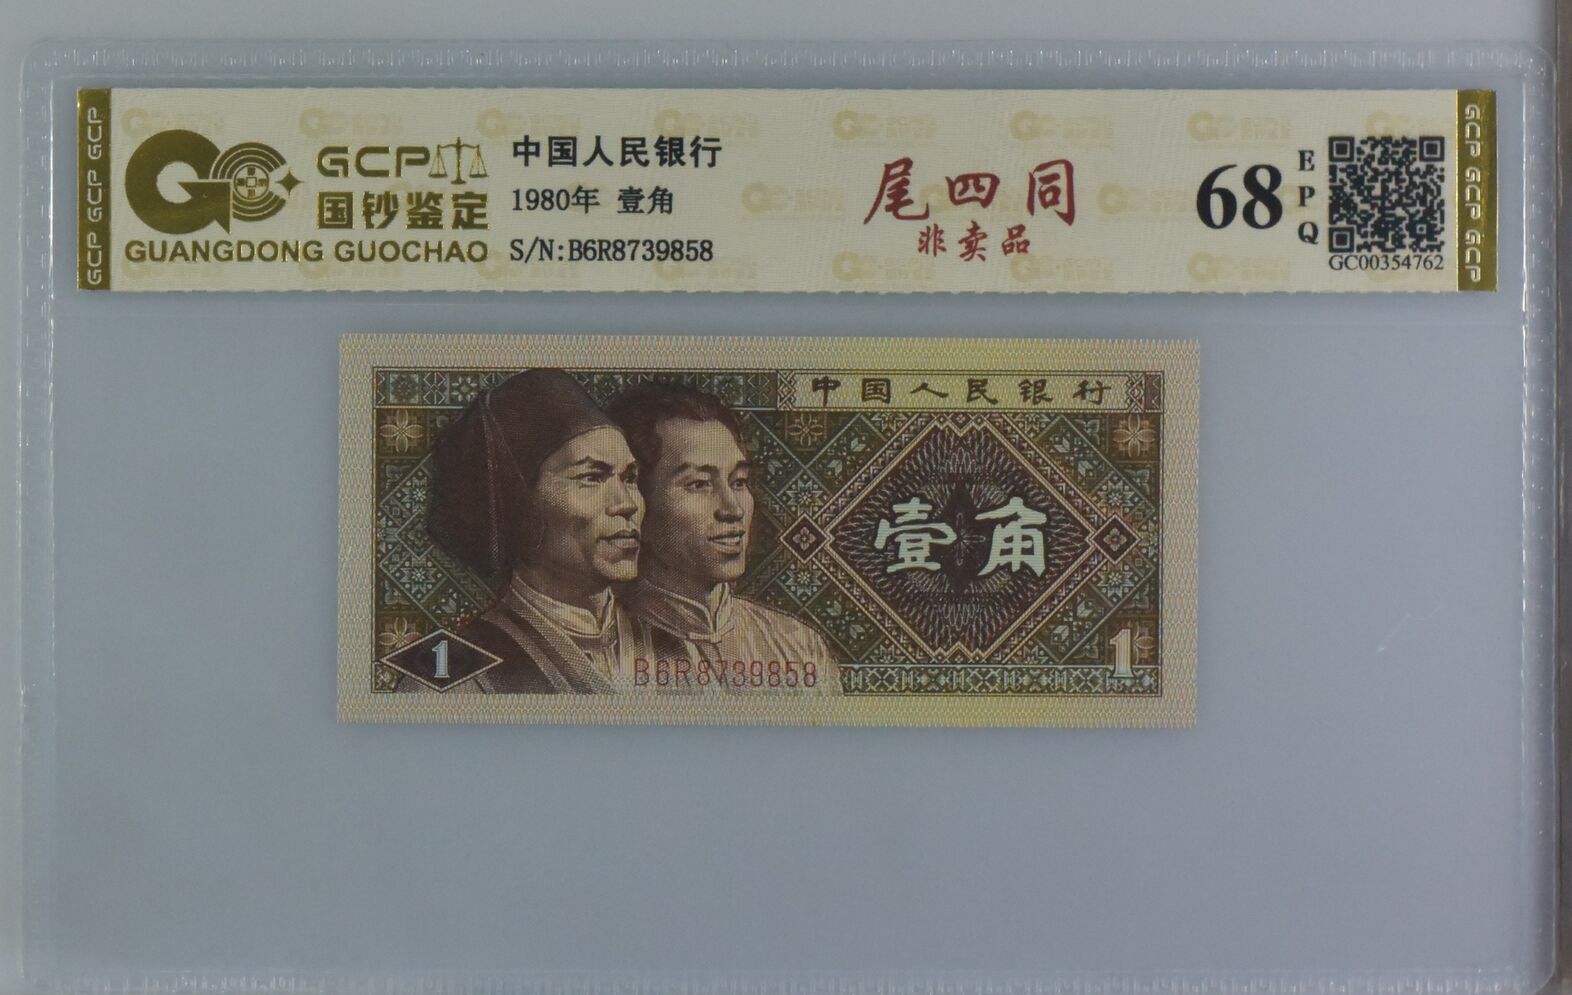 GCP GCP GCP
GCP
国钞鉴定
GUANGDONG GUOCHAO
中国人民银行
1980年 壹角
S/N:B6R8739858
尾四同
非卖品
68
EPQ
GC00354762
GCP GCP GCP
中国人民银行
壹角
1
B6R8739858
1